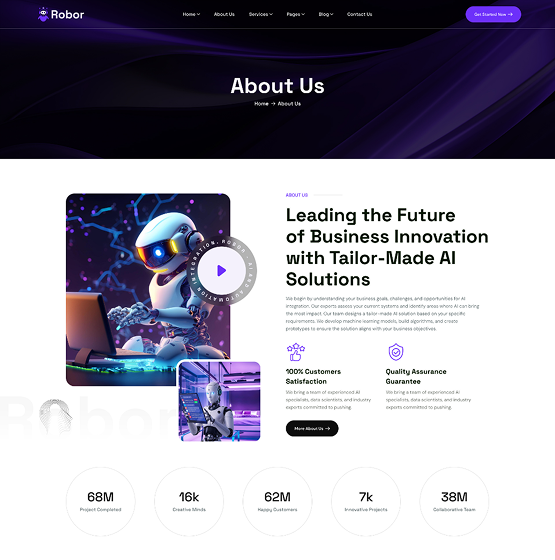 Robor
Home
About Us
Services
Pages
Blog
Contact Us
Get Started Now →
About Us
Home → About Us
ABOUT US
Leading the Future
of Business Innovation
with Tailor-Made AI
Solutions
We begin by understanding your business goals, challenges, and opportunities for AI
integration. Our experts assess your current systems and identify areas where AI can bring
the most impact. Our team designs a tailor-made AI solution based on your specific
requirements. We develop machine learning models, build algorithms, and create
prototypes to ensure the solution aligns with your business objectives.
100% Customers
Satisfaction
We bring a team of experienced AI
specialists, data scientists, and industry
experts committed to pushing
Quality Assurance
Guarantee
We bring a team of experienced AI
specialists, data scientists, and industry
experts committed to pushing
More About Us →
Robor
68M
Project Completed
16k
Creative Minds
62M
Happy Customers
7k
Innovative Projects
38M
Collaborative Team